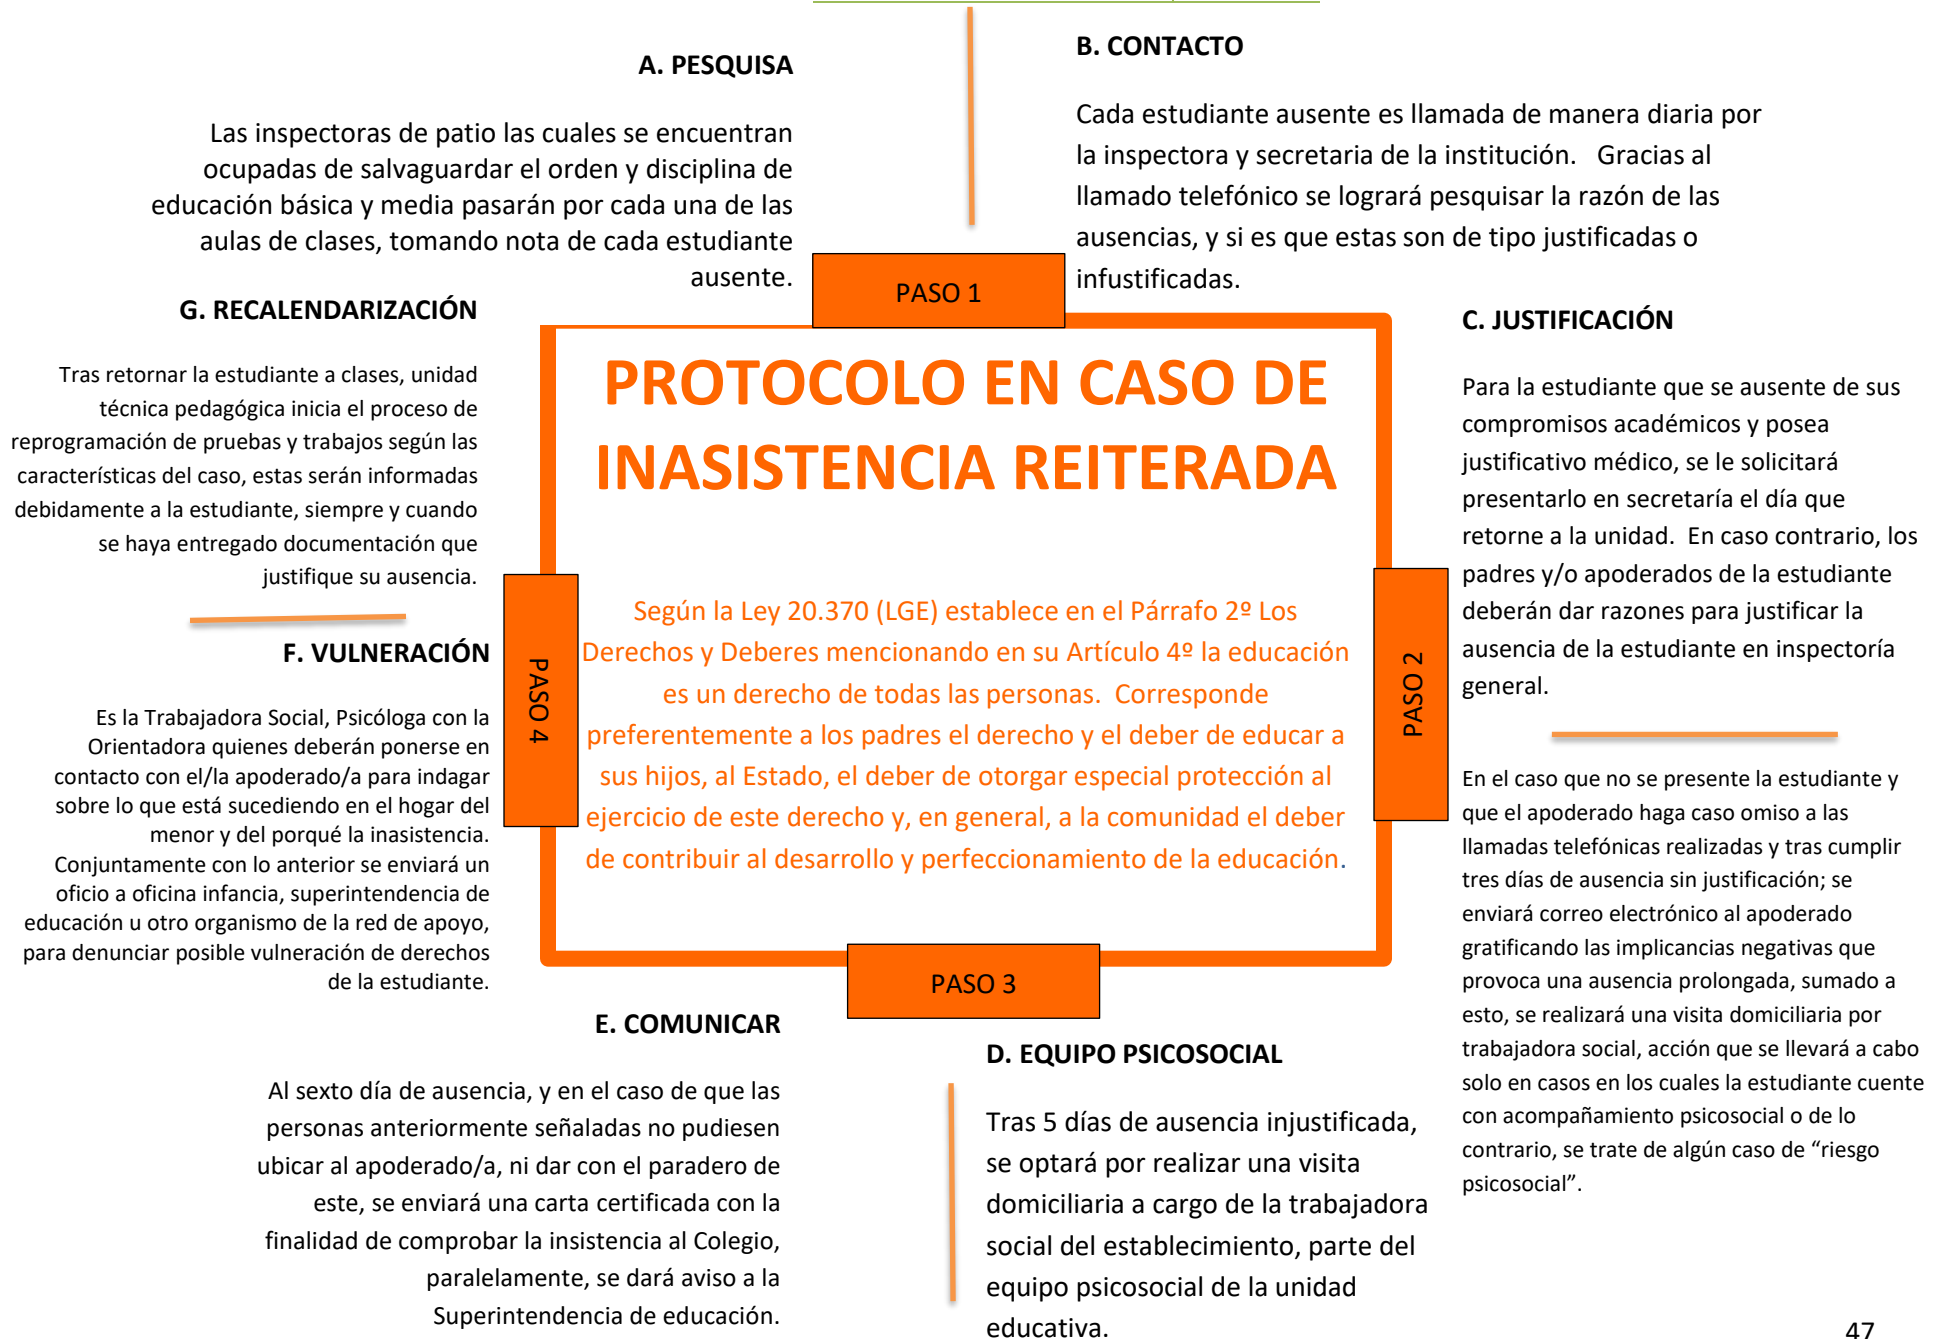 A. PESQUISA
Las inspectoras de patio las cuales se encuentran
ocupadas de salvaguardar el orden y disciplina de
educación básica y media pasarán por cada una de las
aulas de clases, tomando nota de cada estudiante
ausente.
B. CONTACTO
Cada estudiante ausente es llamada de manera diaria por
la inspectora y secretaria de la institución. Gracias al
llamado telefónico se logrará pesquisar la razón de las
ausencias, y si es que estas son de tipo justificadas o
infustificadas.
PASO 1
G. RECALENDARIZACIÓN
Tras retornar la estudiante a clases, unidad
técnica pedagógica inicia el proceso de
reprogramación de pruebas y trabajos según las
características del caso, estas serán informadas
debidamente a la estudiante, siempre y cuando
se haya entregado documentación que
justifique su ausencia.
PROTOCOLO EN CASO DE
INASISTENCIA REITERADA
Según la Ley 20.370 (LGE) establece en el Párrafo 2º Los
Derechos y Deberes mencionando en su Artículo 4º la educación
es un derecho de todas las personas. Corresponde
preferentemente a los padres el derecho y el deber de educar a
sus hijos, al Estado, el deber de otorgar especial protección al
ejercicio de este derecho y, en general, a la comunidad el deber
de contribuir al desarrollo y perfeccionamiento de la educación.
C. JUSTIFICACIÓN
Para la estudiante que se ausente de sus
compromisos académicos y posea
justificativo médico, se le solicitará
presentarlo en secretaría el día que
retorne a la unidad. En caso contrario, los
padres y/o apoderados de la estudiante
deberán dar razones para justificar la
ausencia de la estudiante en inspectoría
general.
PASO 2
En el caso que no se presente la estudiante y
que el apoderado haga caso omiso a las
llamadas telefónicas realizadas y tras cumplir
tres días de ausencia sin justificación; se
enviará correo electrónico al apoderado
gratificando las implicancias negativas que
provoca una ausencia prolongada, sumado a
esto, se realizará una visita domiciliaria por
trabajadora social, acción que se llevará a cabo
solo en casos en los cuales la estudiante cuente
con acompañamiento psicosocial o de lo
contrario, se trate de algún caso de “riesgo
psicosocial”.
PASO 4
F. VULNERACIÓN
Es la Trabajadora Social, Psicóloga con la
Orientadora quienes deberán ponerse en
contacto con el/la apoderado/a para indagar
sobre lo que está sucediendo en el hogar del
menor y del porqué la inasistencia.
Conjuntamente con lo anterior se enviará un
oficio a oficina infancia, superintendencia de
educación u otro organismo de la red de apoyo,
para denunciar posible vulneración de derechos
de la estudiante.
PASO 3
E. COMUNICAR
Al sexto día de ausencia, y en el caso de que las
personas anteriormente señaladas no pudiesen
ubicar al apoderado/a, ni dar con el paradero de
este, se enviará una carta certificada con la
finalidad de comprobar la insistencia al Colegio,
paralelamente, se dará aviso a la
Superintendencia de educación.
D. EQUIPO PSICOSOCIAL
Tras 5 días de ausencia injustificada,
se optará por realizar una visita
domiciliaria a cargo de la trabajadora
social del establecimiento, parte del
equipo psicosocial de la unidad
educativa.
47